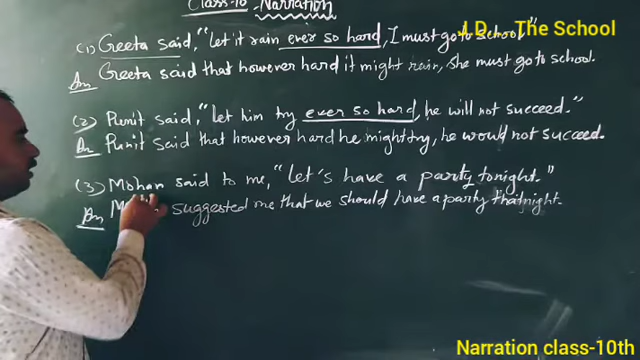 Class-10 Narration
J.D. The School
(1) Geeta said, "Let it rain ever so hard, I must go to school."
Ans Geeta said that however hard it might rain, she must go to school.
(2) Punit said, "Let him try ever so hard, he will not succeed."
Ans Punit said that however hard he might try, he would not succeed.
(3) Mohan said to me, "Let's have a party tonight."
Ans suggested me that we should have a party that night.
Narration class-10th